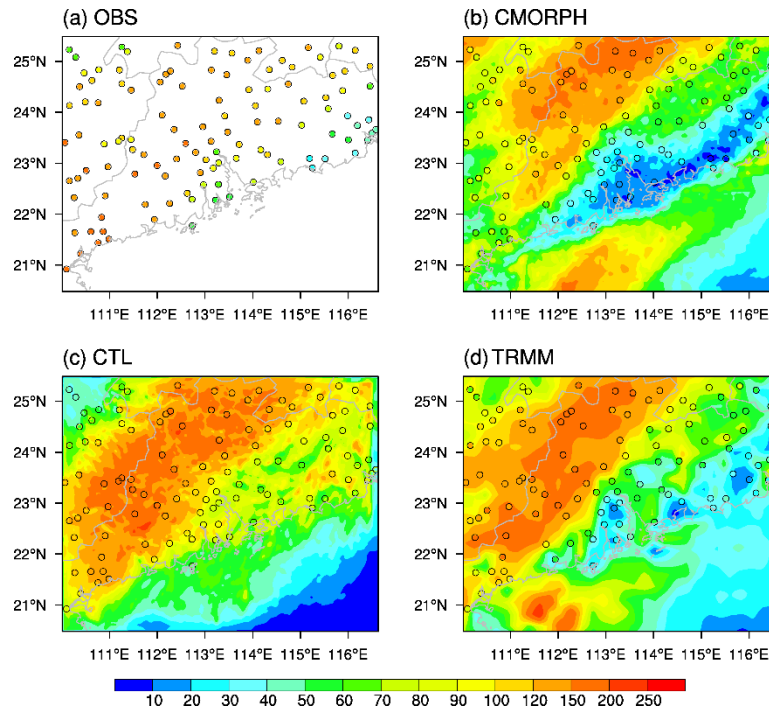 (a) OBS
(b) CMORPH
25°N
24°N
23°N
22°N
21°N
25°N
24°N
23°N
22°N
21°N
111°E 112°E 113°E 114°E 115°E 116°E
111°E 112°E 113°E 114°E 115°E 116°E
(c) CTL
(d) TRMM
25°N
24°N
23°N
22°N
21°N
25°N
24°N
23°N
22°N
21°N
111°E 112°E 113°E 114°E 115°E 116°E
111°E 112°E 113°E 114°E 115°E 116°E
10 20 30 40 50 60 70 80 90 100 120 150 200 250